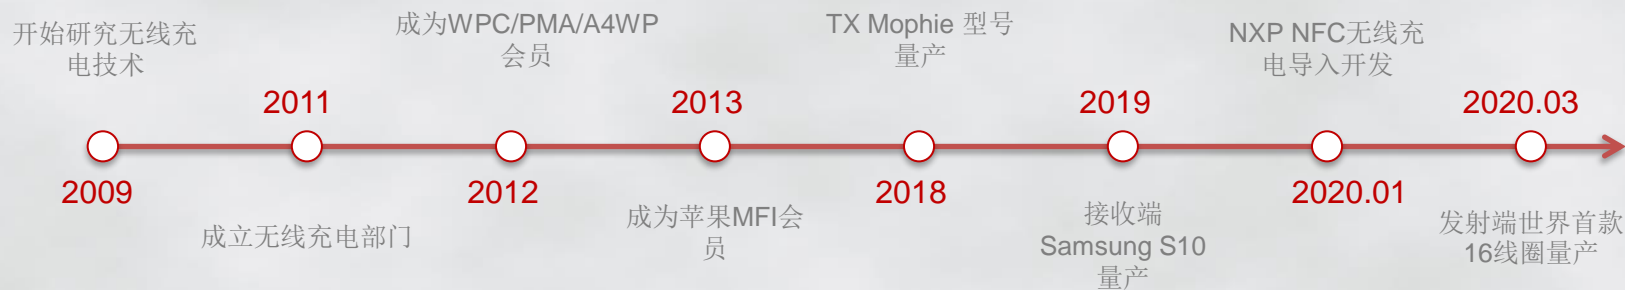 开始研究无线充
电技术
2009
2011
成立无线充电部门
成为WPC/PMA/A4WP
会员
2012
2013
成为苹果MFI会
员
TX Mophie 型号
量产
2018
2019
接收端
Samsung S10
量产
NXP NFC无线充
电导入开发
2020.01
2020.03
发射端世界首款
16线圈量产